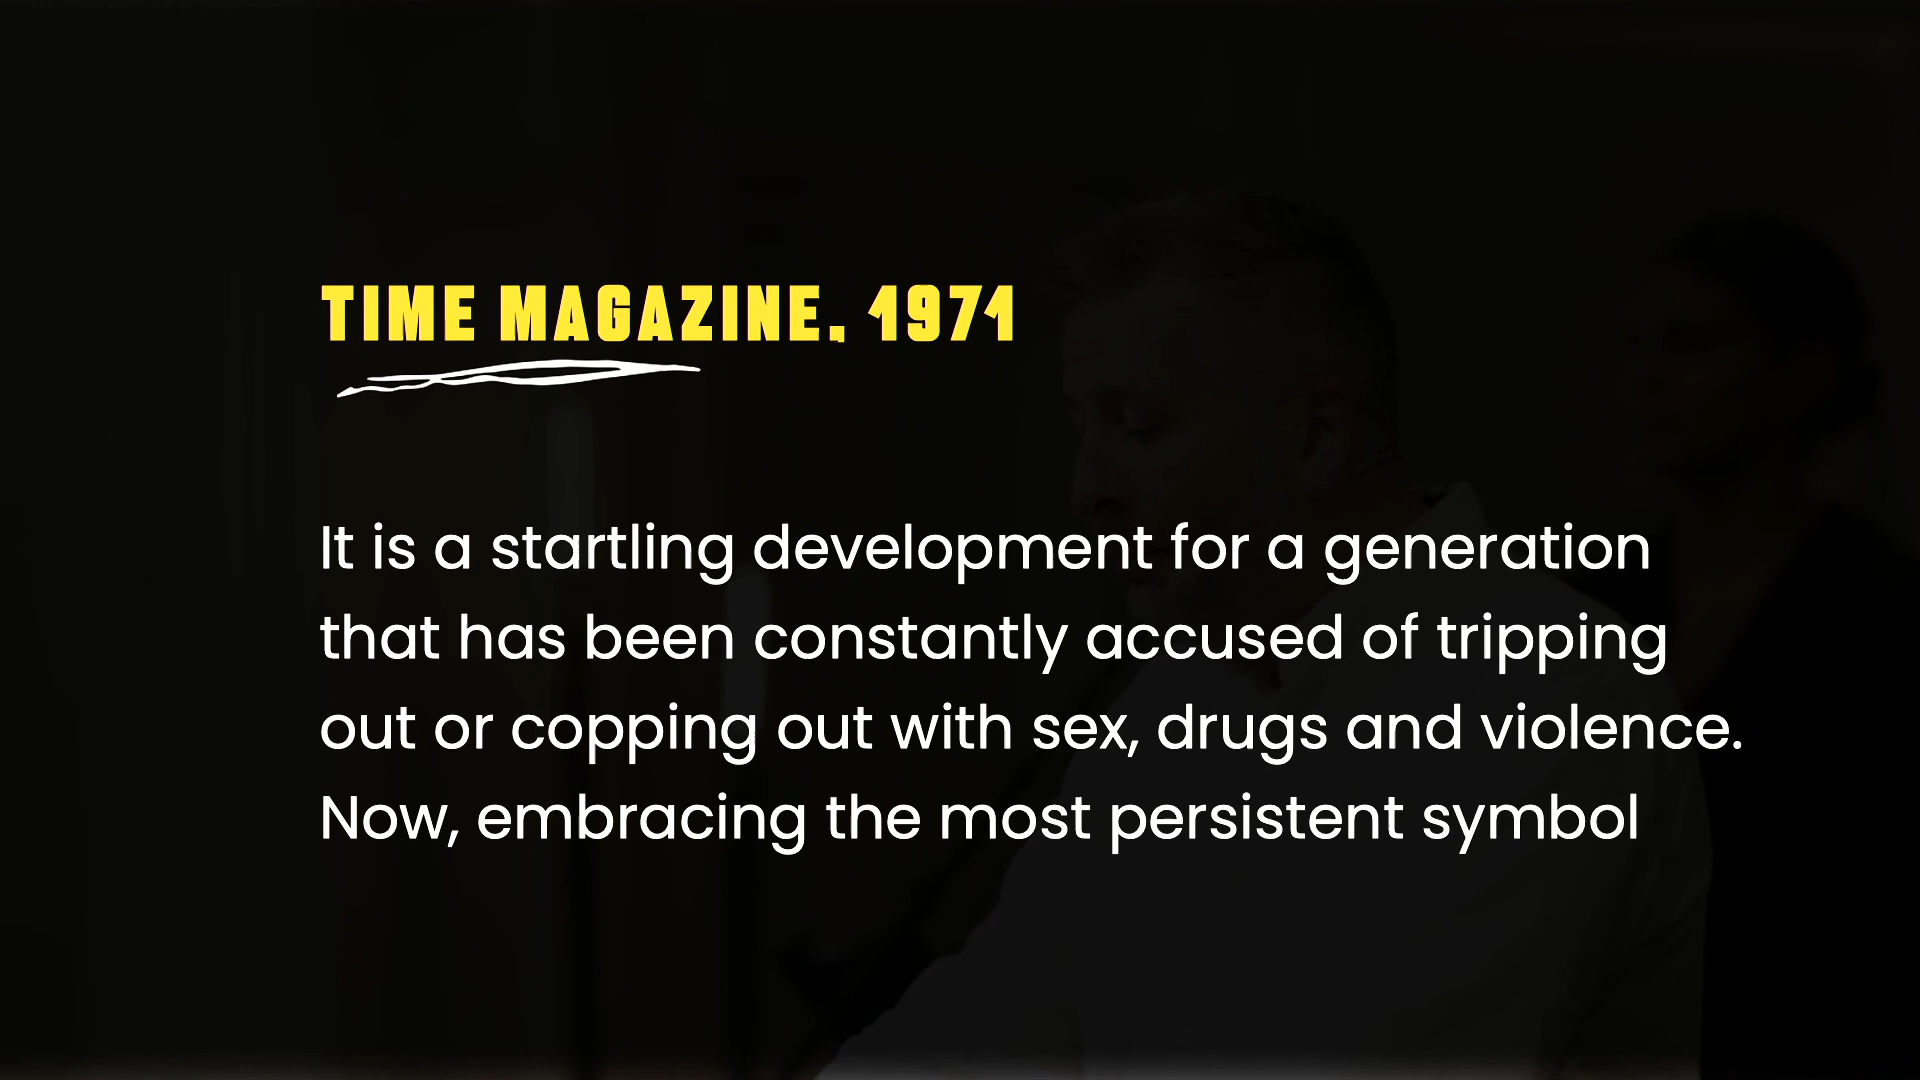 TIME MAGAZINE, 1971
It is a startling development for a generation
that has been constantly accused of tripping
out or copping out with sex, drugs and violence.
Now, embracing the most persistent symbol